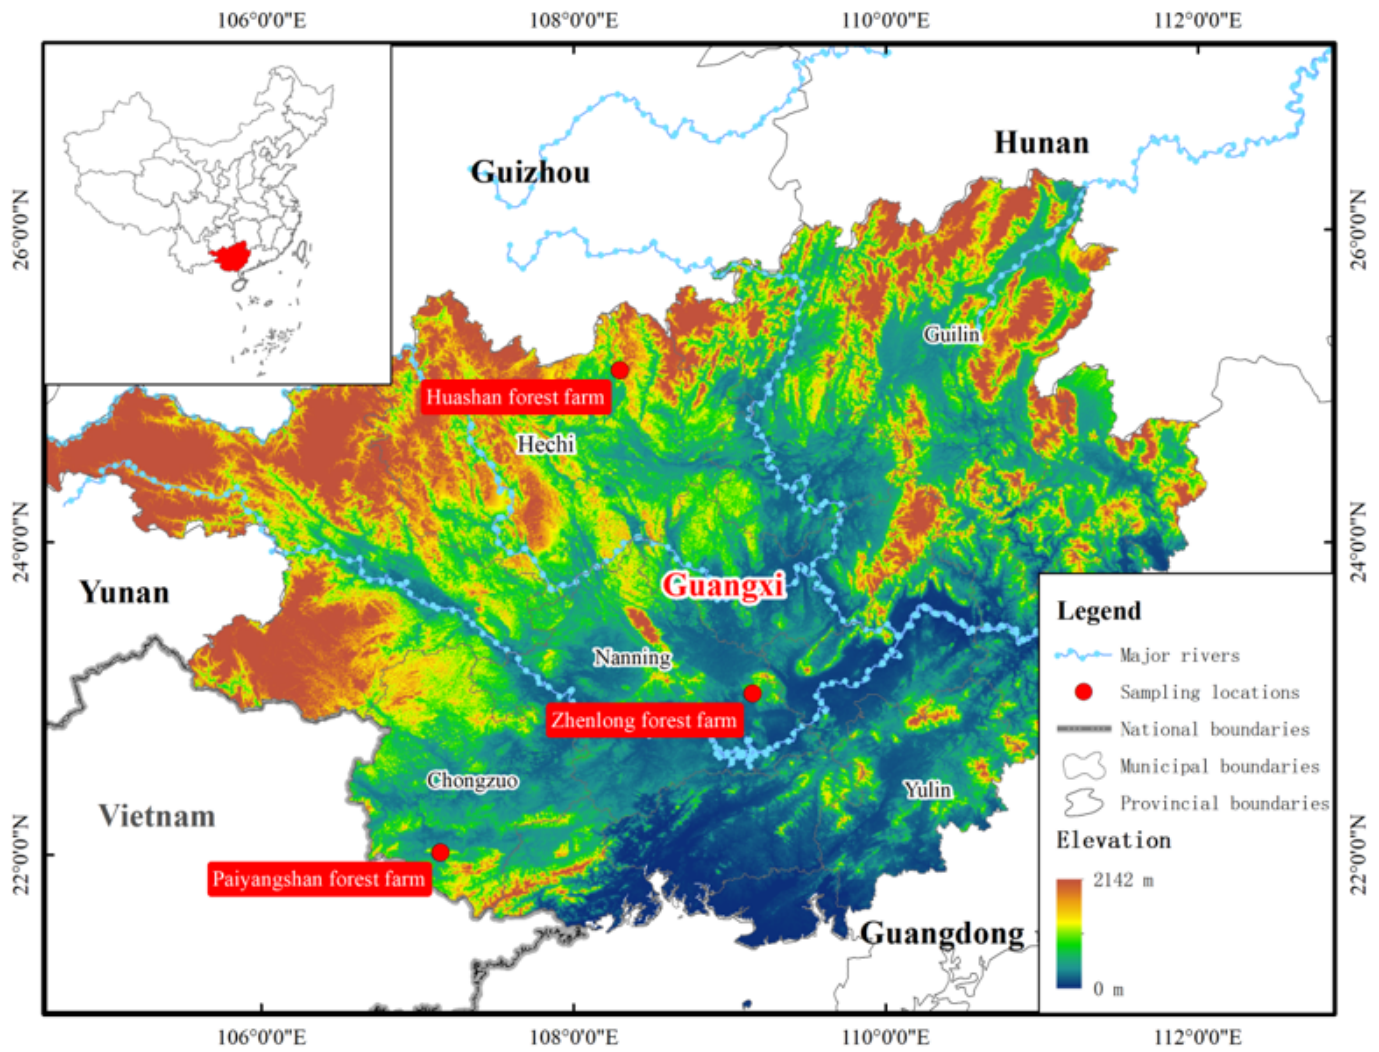 106°0'0"E 108°0'0"E 110°0'0"E 112°0'0"E
26°0'0"N
26°0'0"N
24°0'0"N
24°0'0"N
22°0'0"N
22°0'0"N
Guizhou
Hunan
Guilin
Huashan forest farm
Hechi
Yunan
Guangxi
Nanning
Zhenlong forest farm
Chongzuo
Yulin
Vietnam
Paiyangshan forest farm
Guangdong
Legend
Major rivers
Sampling locations
National boundaries
Municipal boundaries
Provincial boundaries
Elevation
2142 m
0 m
106°0'0"E 108°0'0"E 110°0'0"E 112°0'0"E